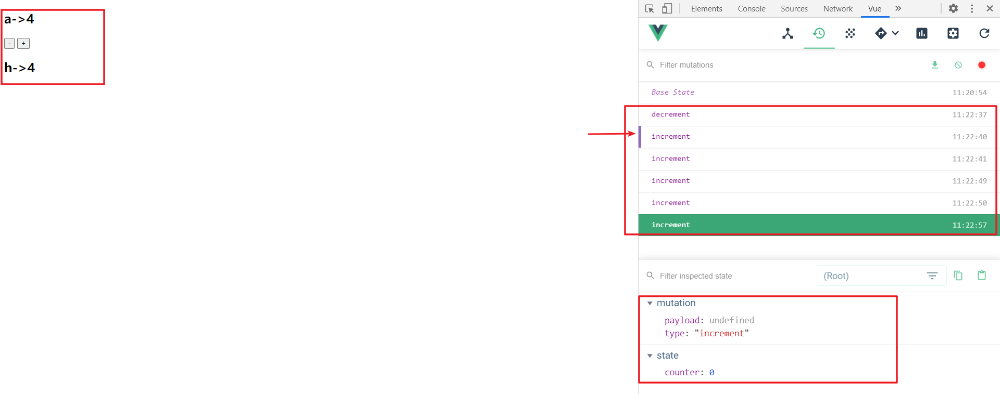 a->4
- +
h->4
Elements Console Sources Network Vue »
Filter mutations
Base State 11:20:54
decrement 11:22:37
increment 11:22:40
increment 11:22:41
increment 11:22:49
increment 11:22:50
increment 11:22:57
Filter inspected state (Root)
mutation
payload: undefined
type: "increment"
state
counter: 0